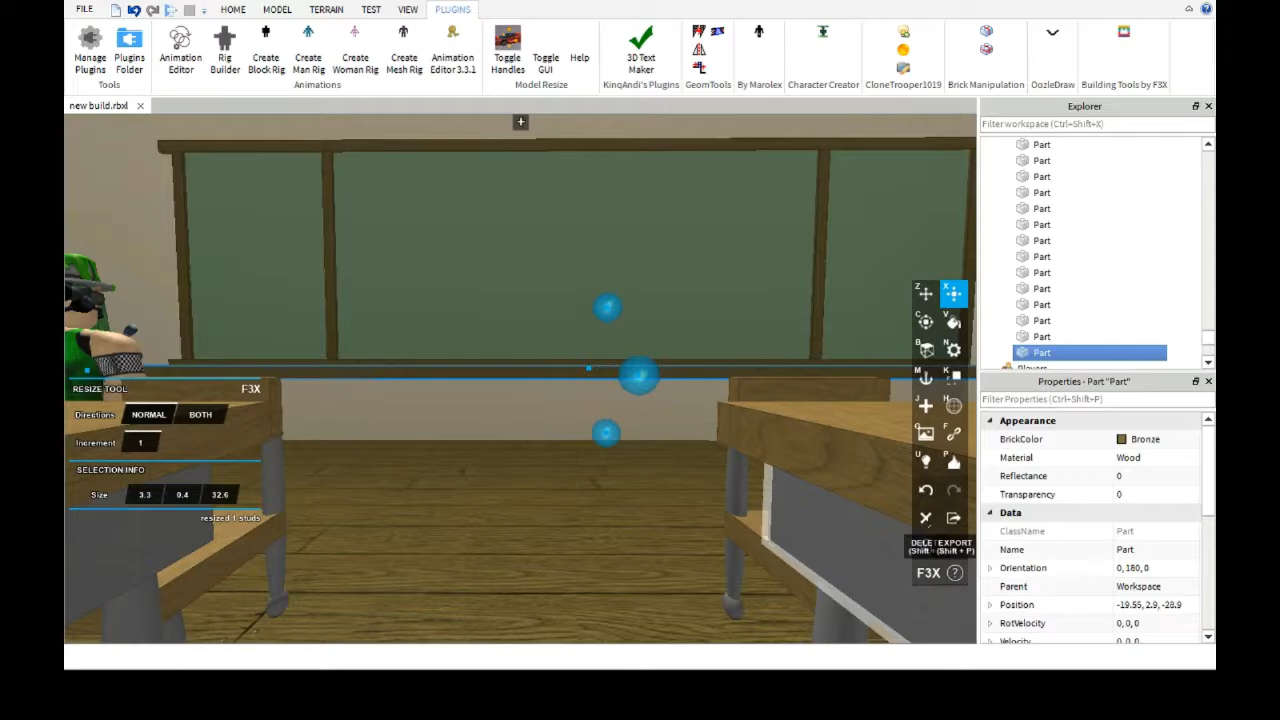 FILE HOME MODEL TERRAIN TEST VIEW PLUGINS
Manage Plugins Animation Rig Create Create Create Create Animation Toggle Toggle Help 3D Text
Plugins Folder Editor Builder Block Rig Man Rig Woman Rig Mesh Rig Editor 3.3.1 Handles GUI Maker
Tools Animations Model Resize KinqAndi's Plugins GeomTools By Marolex Character Creator CloneTrooper1019 Brick Manipulation OozleDraw Building Tools by F3X
new build.rbxl
Explorer
Filter workspace (Ctrl+Shift+X)
Part
Part
Part
Part
Part
Part
Part
Part
Part
Part
Part
Part
Part
Part
Players
Properties - Part "Part"
Filter Properties (Ctrl+Shift+P)
Appearance
BrickColor Bronze
Material Wood
Reflectance 0
Transparency 0
Data
ClassName Part
Name Part
Orientation 0, 180, 0
Parent Workspace
Position -19.55, 2.9, -28.9
RotVelocity 0, 0, 0
Velocity 0, 0, 0
RESIZE TOOL F3X
Directions NORMAL BOTH
Increment 1
SELECTION INFO
Size 3.3 0.4 32.6
resized 1 studs
Z X
C V
B N
M K
J H
G F
U P
EXPORT
(Shift + P)
F3X ?